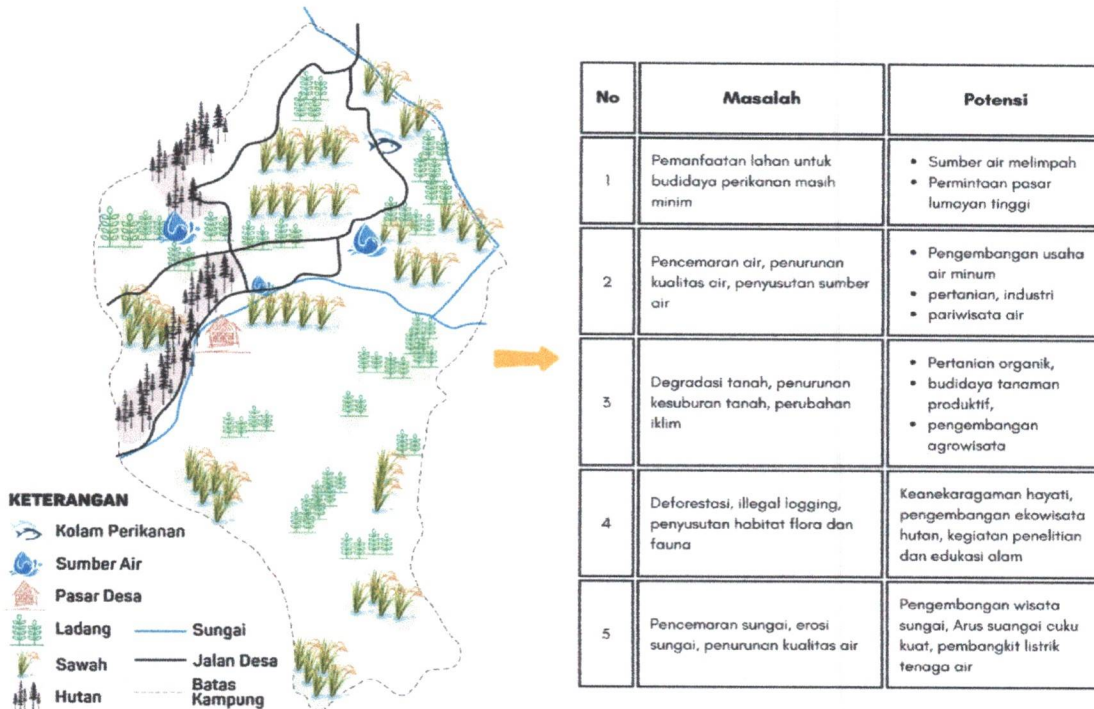 KETERANGAN
Kolam Perikanan
Sumber Air
Pasar Desa
Ladang
Sawah
Hutan
Sungai
Jalan Desa
Batas
Kampung
No
Masalah
Potensi
1
Pemanfaatan lahan untuk
budidaya perikanan masih
minim
• Sumber air melimpah
• Permintaan pasar
lumayan tinggi
2
Pencemaran air, penurunan
kualitas air, penyusutan sumber
air
• Pengembangan usaha
air minum
• pertanian, industri
• pariwisata air
3
Degradasi tanah, penurunan
kesuburan tanah, perubahan
iklim
• Pertanian organik,
• budidaya tanaman
produktif,
• pengembangan
agrowisata
4
Deforestasi, illegal logging,
penyusutan habitat flora dan
fauna
Keanekaragaman hayati,
pengembangan ekowisata
hutan, kegiatan penelitian
dan edukasi alam
5
Pencemaran sungai, erosi
sungai, penurunan kualitas air
Pengembangan wisata
sungai, Arus suangai cuku
kuat, pembangkit listrik
tenaga air